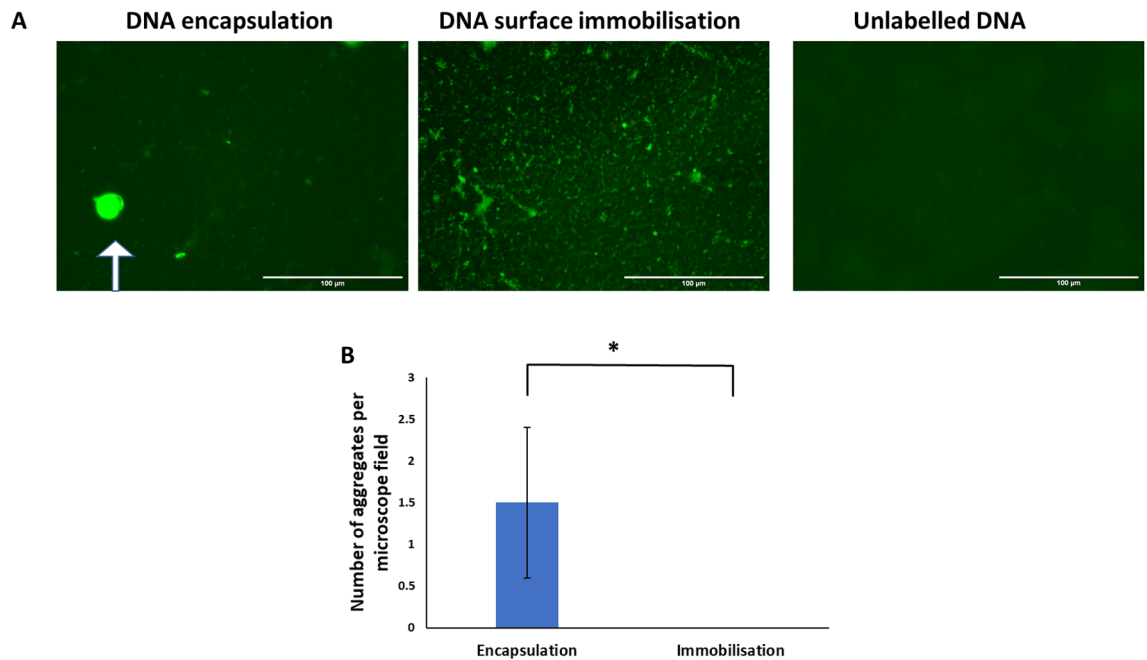 A
DNA encapsulation
DNA surface immobilisation
Unlabelled DNA
100 µm
100 µm
100 µm
B
*
Number of aggregates per
microscope field
3
2.5
2
1.5
1
0.5
0
Encapsulation
Immobilisation